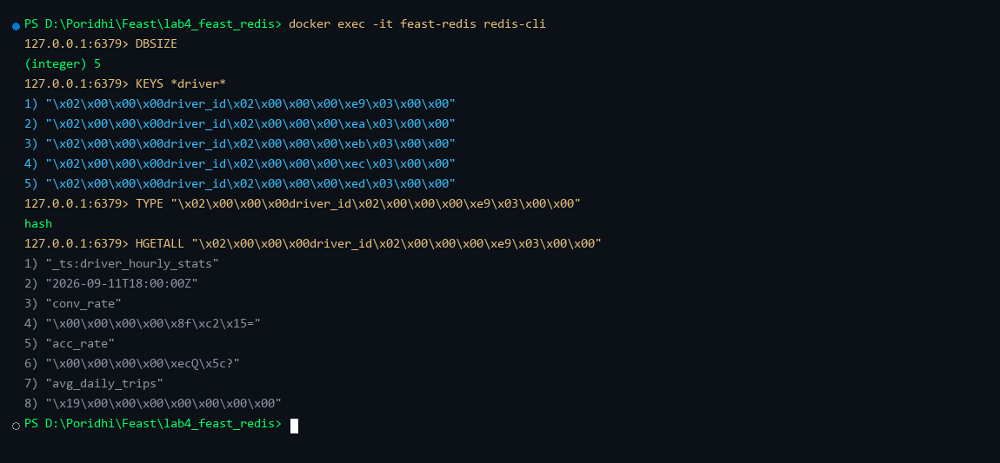 PS D:\Poridhi\Feast\lab4_feast_redis> docker exec -it feast-redis redis-cli
127.0.0.1:6379> DBSIZE
(integer) 5
127.0.0.1:6379> KEYS *driver*
1) "\x02\x00\x00\x00driver_id\x02\x00\x00\x00\xe9\x03\x00\x00"
2) "\x02\x00\x00\x00driver_id\x02\x00\x00\x00\xea\x03\x00\x00"
3) "\x02\x00\x00\x00driver_id\x02\x00\x00\x00\xeb\x03\x00\x00"
4) "\x02\x00\x00\x00driver_id\x02\x00\x00\x00\xec\x03\x00\x00"
5) "\x02\x00\x00\x00driver_id\x02\x00\x00\x00\xed\x03\x00\x00"
127.0.0.1:6379> TYPE "\x02\x00\x00\x00driver_id\x02\x00\x00\x00\xe9\x03\x00\x00"
hash
127.0.0.1:6379> HGETALL "\x02\x00\x00\x00driver_id\x02\x00\x00\x00\xe9\x03\x00\x00"
1) "_ts:driver_hourly_stats"
2) "2026-09-11T18:00:00Z"
3) "conv_rate"
4) "\x00\x00\x00\x00\x8f\xc2\x15="
5) "acc_rate"
6) "\x00\x00\x00\x00\xecQ\x5c?"
7) "avg_daily_trips"
8) "\x19\x00\x00\x00\x00\x00\x00\x00"
PS D:\Poridhi\Feast\lab4_feast_redis>